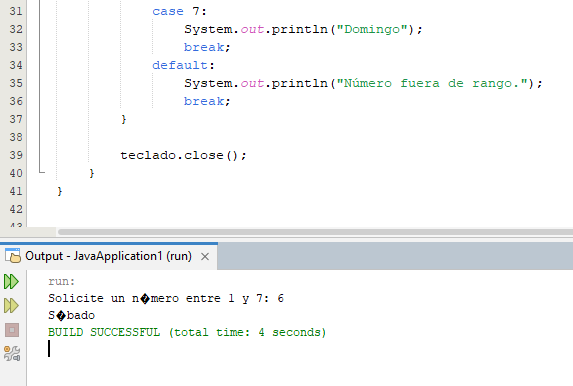 31 case 7:
32 System.out.println("Domingo");
33 break;
34 default:
35 System.out.println("Número fuera de rango.");
36 break;
37 }
38
39 teclado.close();
40 }
41 }
42
43
Output - JavaApplication1 (run) ×
run:
Solicite un n�mero entre 1 y 7: 6
S�bado
BUILD SUCCESSFUL (total time: 4 seconds)